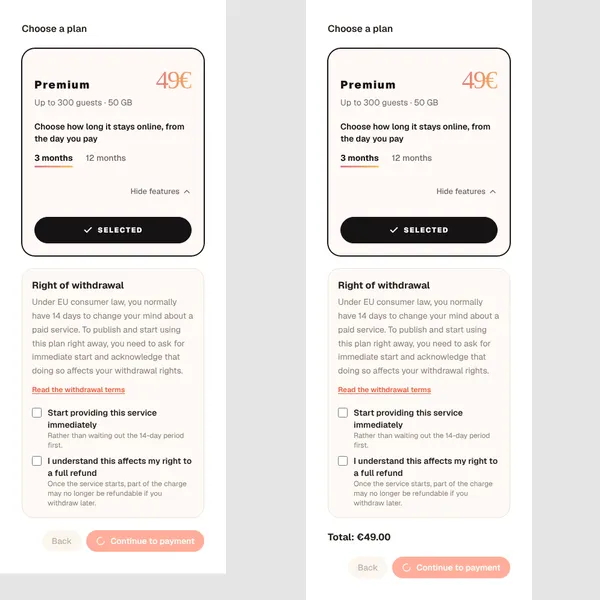 Choose a plan
Premium
49€
Up to 300 guests · 50 GB
Choose how long it stays online, from
the day you pay
3 months
12 months
Hide features
SELECTED
Right of withdrawal
Under EU consumer law, you normally
have 14 days to change your mind about a
paid service. To publish and start using
this plan right away, you need to ask for
immediate start and acknowledge that
doing so affects your withdrawal rights.
Read the withdrawal terms
Start providing this service
immediately
Rather than waiting out the 14-day period
first.
I understand this affects my right to
a full refund
Once the service starts, part of the charge
may no longer be refundable if you
withdraw later.
Back
Continue to payment
Choose a plan
Premium
49€
Up to 300 guests · 50 GB
Choose how long it stays online, from
the day you pay
3 months
12 months
Hide features
SELECTED
Right of withdrawal
Under EU consumer law, you normally
have 14 days to change your mind about a
paid service. To publish and start using
this plan right away, you need to ask for
immediate start and acknowledge that
doing so affects your withdrawal rights.
Read the withdrawal terms
Start providing this service
immediately
Rather than waiting out the 14-day period
first.
I understand this affects my right to
a full refund
Once the service starts, part of the charge
may no longer be refundable if you
withdraw later.
Total: €49.00
Back
Continue to payment